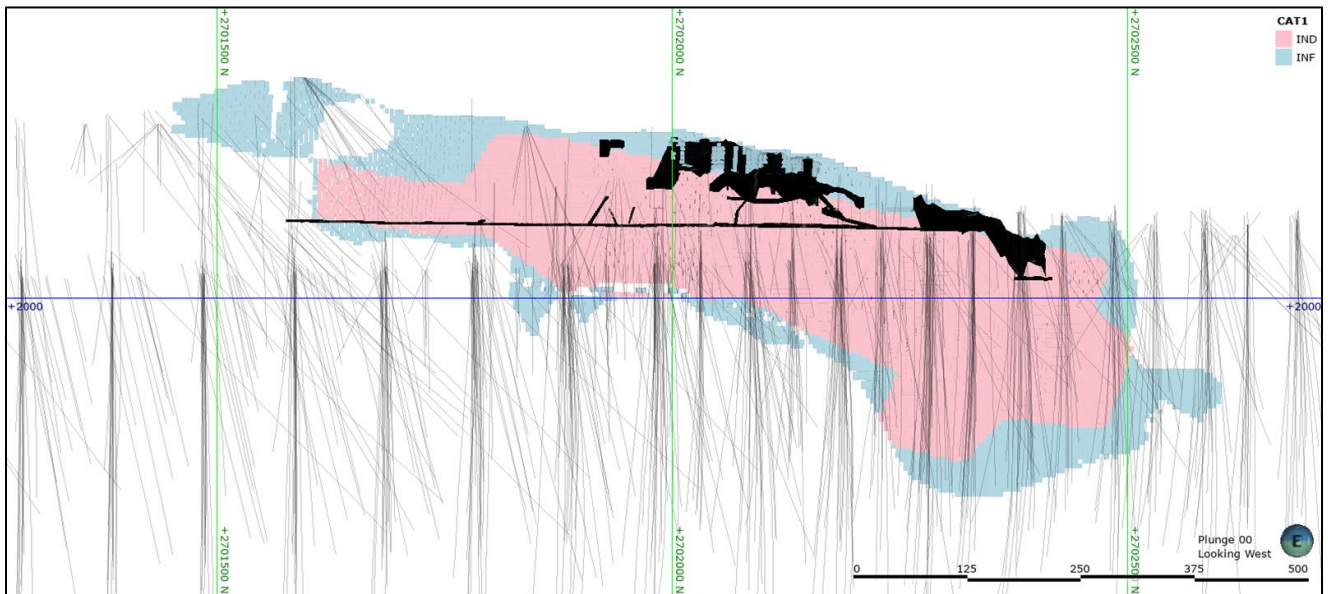 +2701500 N
+2702000 N
+2702500 N
CAT1
IND
INF
+2000
+2000
+2701500 N
+2702000 N
+2702500 N
Plunge 00
Looking West
E
0 125 250 375 500